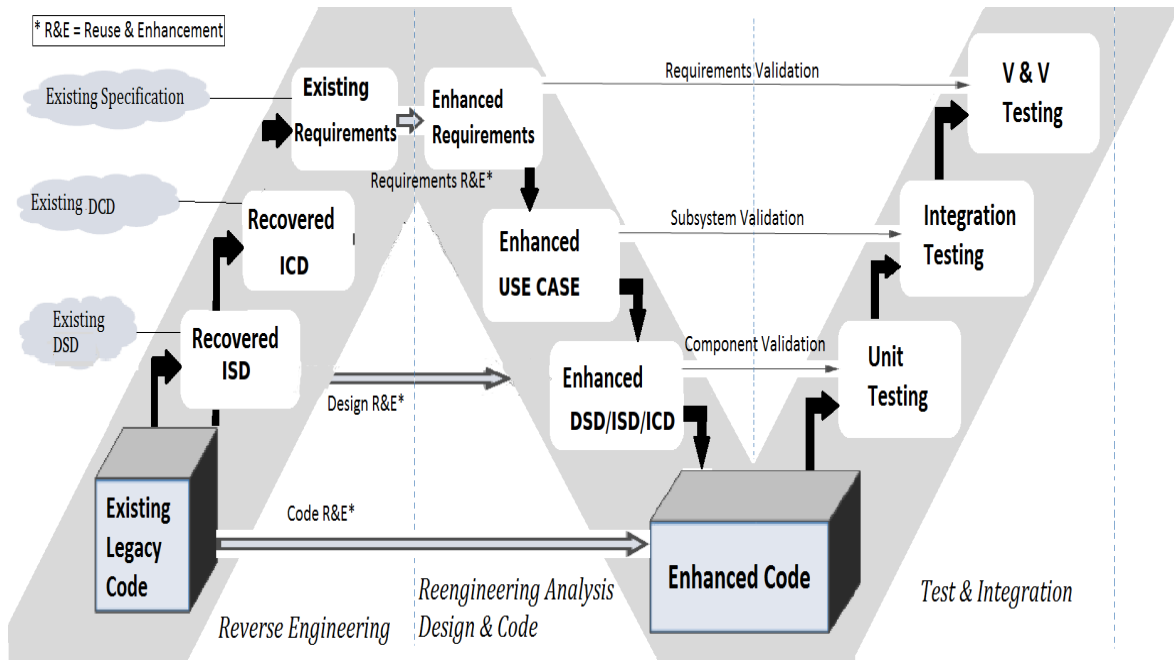 * R&E = Reuse & Enhancement
Existing Specification
Existing
Requirements
Enhanced
Requirements
Requirements Validation
V & V
Testing
Requirements R&E*
Existing DCD
Recovered
ICD
Enhanced
USE CASE
Subsystem Validation
Integration
Testing
Existing
DSD
Recovered
ISD
Design R&E*
Enhanced
DSD/ISD/ICD
Component Validation
Unit
Testing
Existing
Legacy
Code
Code R&E*
Enhanced Code
Reverse Engineering
Reengineering Analysis
Design & Code
Test & Integration